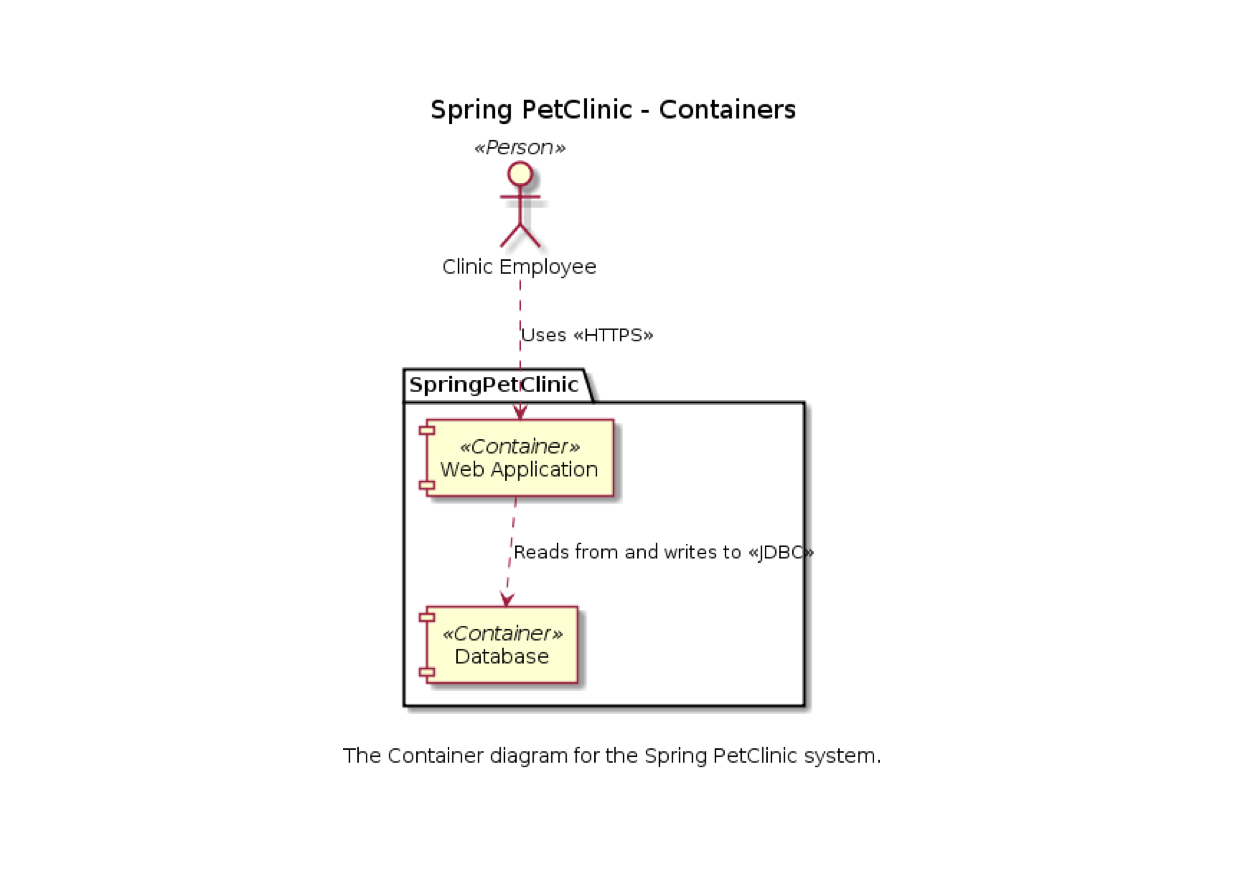 Spring PetClinic - Containers
«Person»
Clinic Employee
Uses «HTTPS»
SpringPetClinic
«Container»
Web Application
Reads from and writes to «JDBC»
«Container»
Database
The Container diagram for the Spring PetClinic system.